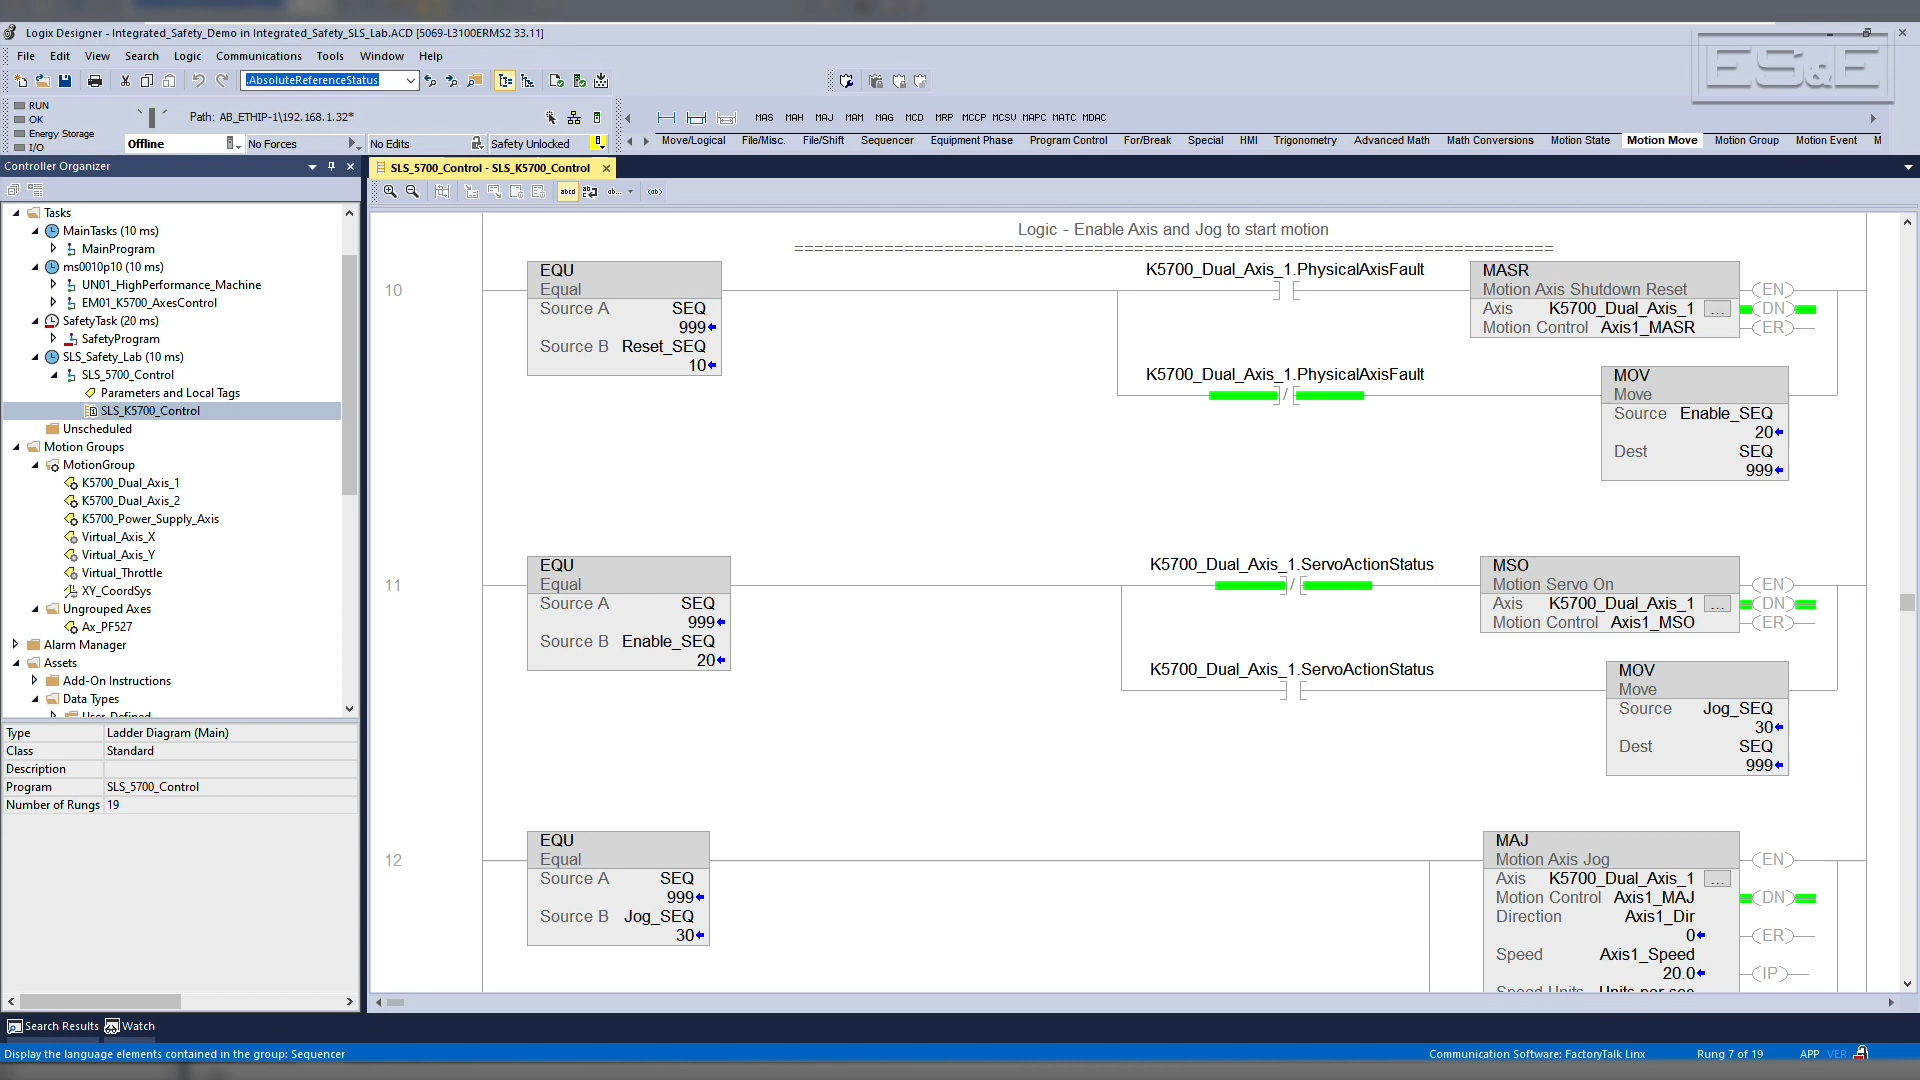 Logix Designer - Integrated_Safety_Demo in Integrated_Safety_SLS_Lab.ACD [5069-L3100ERMS2 33.11]
File Edit View Search Logic Communications Tools Window Help
ES&E
.AbsoluteReferenceStatus
RUN
OK
Energy Storage
I/O
Path: AB_ETHIP-1\192.168.1.32*
Offline No Forces No Edits Safety Unlocked
MAS MAH MAJ MAM MAG MCD MRP MCCP MCSV MAPC MATC MDAC
Move/Logical File/Misc. File/Shift Sequencer Equipment Phase Program Control For/Break Special HMI Trigonometry Advanced Math Math Conversions Motion State Motion Move Motion Group Motion Event M
Controller Organizer
Tasks
MainTasks (10 ms)
MainProgram
ms0010p10 (10 ms)
UN01_HighPerformance_Machine
EM01_K5700_AxesControl
SafetyTask (20 ms)
SafetyProgram
SLS_Safety_Lab (10 ms)
SLS_5700_Control
Parameters and Local Tags
SLS_K5700_Control
Unscheduled
Motion Groups
MotionGroup
K5700_Dual_Axis_1
K5700_Dual_Axis_2
K5700_Power_Supply_Axis
Virtual_Axis_X
Virtual_Axis_Y
Virtual_Throttle
XY_CoordSys
Ungrouped Axes
Ax_PF527
Alarm Manager
Assets
Add-On Instructions
Data Types
User-Defined
Type Ladder Diagram (Main)
Class Standard
Description
Program SLS_5700_Control
Number of Rungs 19
SLS_5700_Control - SLS_K5700_Control
Logic - Enable Axis and Jog to start motion
============================================================================
10
EQU
Equal
Source A SEQ
999
Source B Reset_SEQ
10
K5700_Dual_Axis_1.PhysicalAxisFault
MASR
Motion Axis Shutdown Reset
Axis K5700_Dual_Axis_1 ...
Motion Control Axis1_MASR
EN
DN
ER
K5700_Dual_Axis_1.PhysicalAxisFault
MOV
Move
Source Enable_SEQ
20
Dest SEQ
999
11
EQU
Equal
Source A SEQ
999
Source B Enable_SEQ
20
K5700_Dual_Axis_1.ServoActionStatus
MSO
Motion Servo On
Axis K5700_Dual_Axis_1 ...
Motion Control Axis1_MSO
EN
DN
ER
K5700_Dual_Axis_1.ServoActionStatus
MOV
Move
Source Jog_SEQ
30
Dest SEQ
999
12
EQU
Equal
Source A SEQ
999
Source B Jog_SEQ
30
MAJ
Motion Axis Jog
Axis K5700_Dual_Axis_1 ...
Motion Control Axis1_MAJ
Direction Axis1_Dir
0
Speed Axis1_Speed
20.0
Speed Units Units per sec
EN
DN
ER
IP
Search Results Watch
Display the language elements contained in the group: Sequencer
Communication Software: FactoryTalk Linx Rung 7 of 19 APP VER